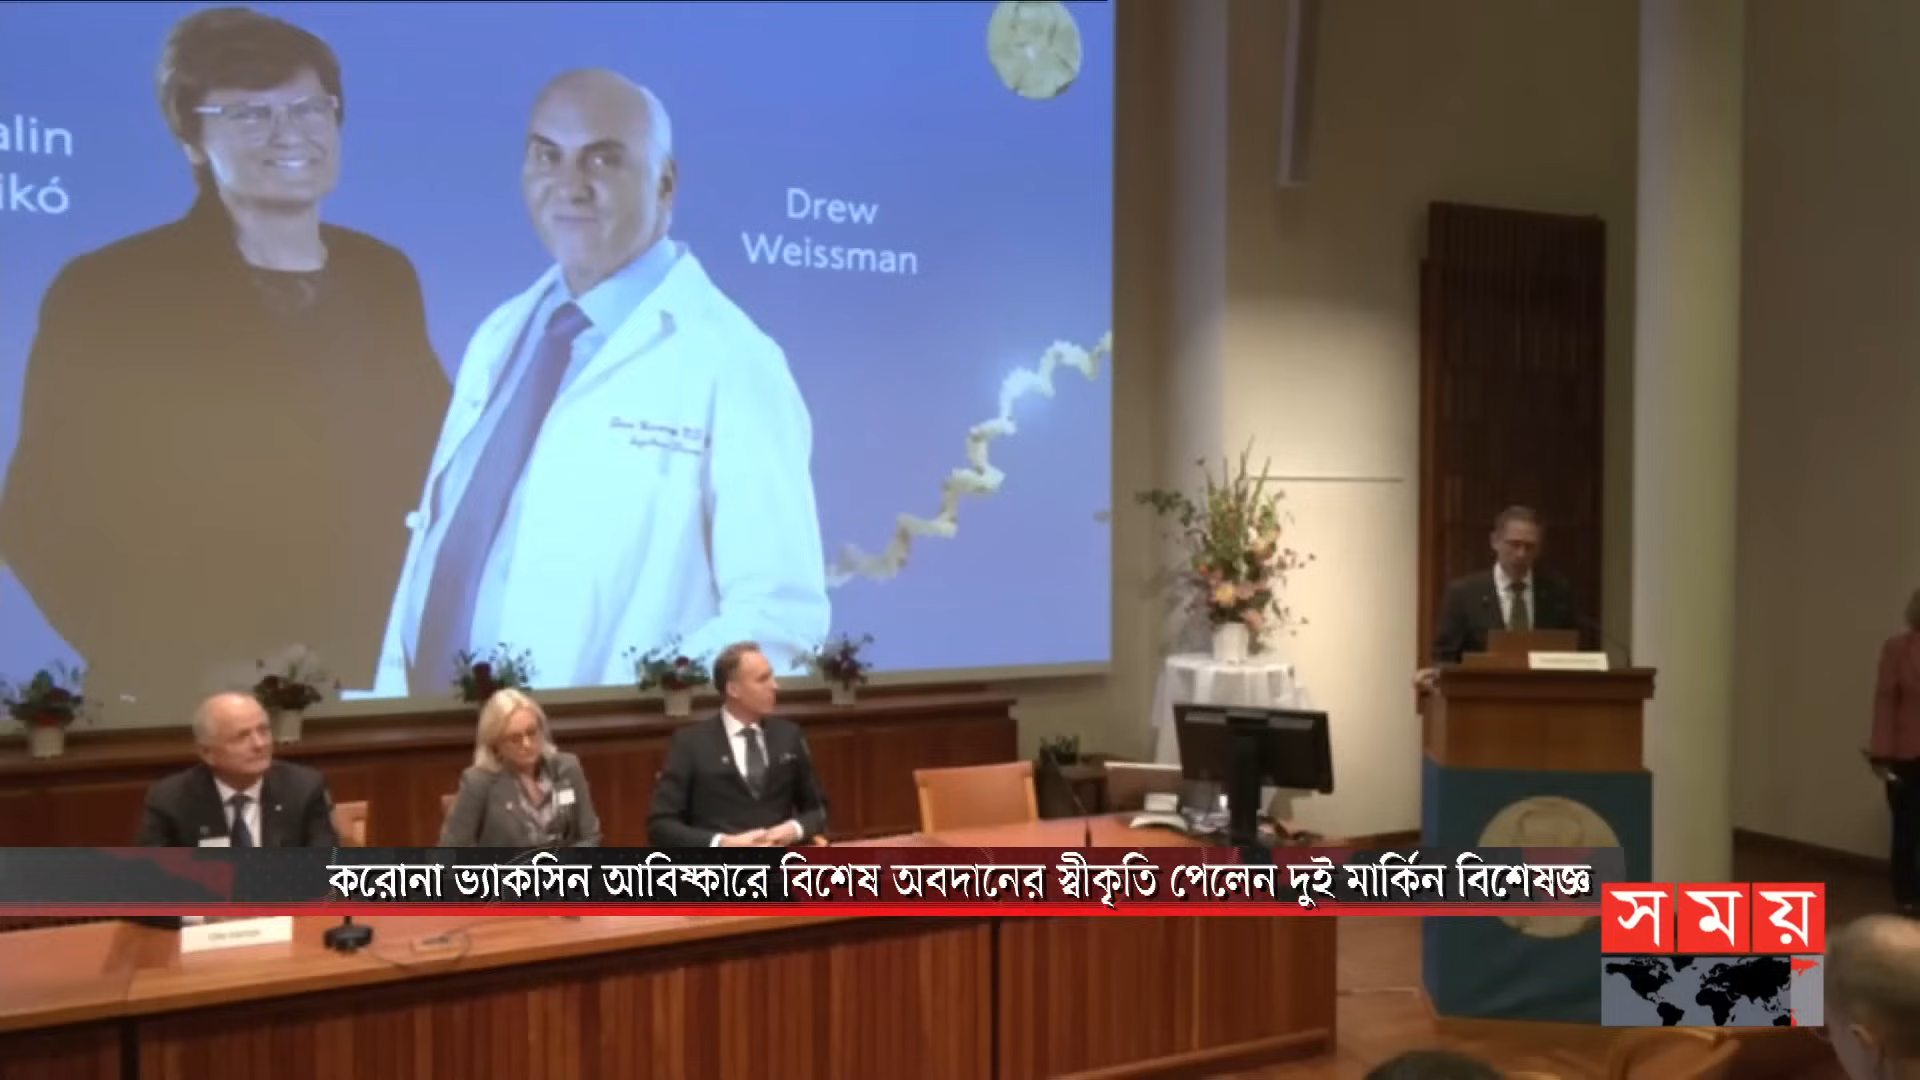 alin
ikó
Drew
Weissman
করোনা ভ্যাকসিন আবিষ্কারে বিশেষ অবদানের স্বীকৃতি পেলেন দুই মার্কিন বিশেষজ্ঞ
সময়